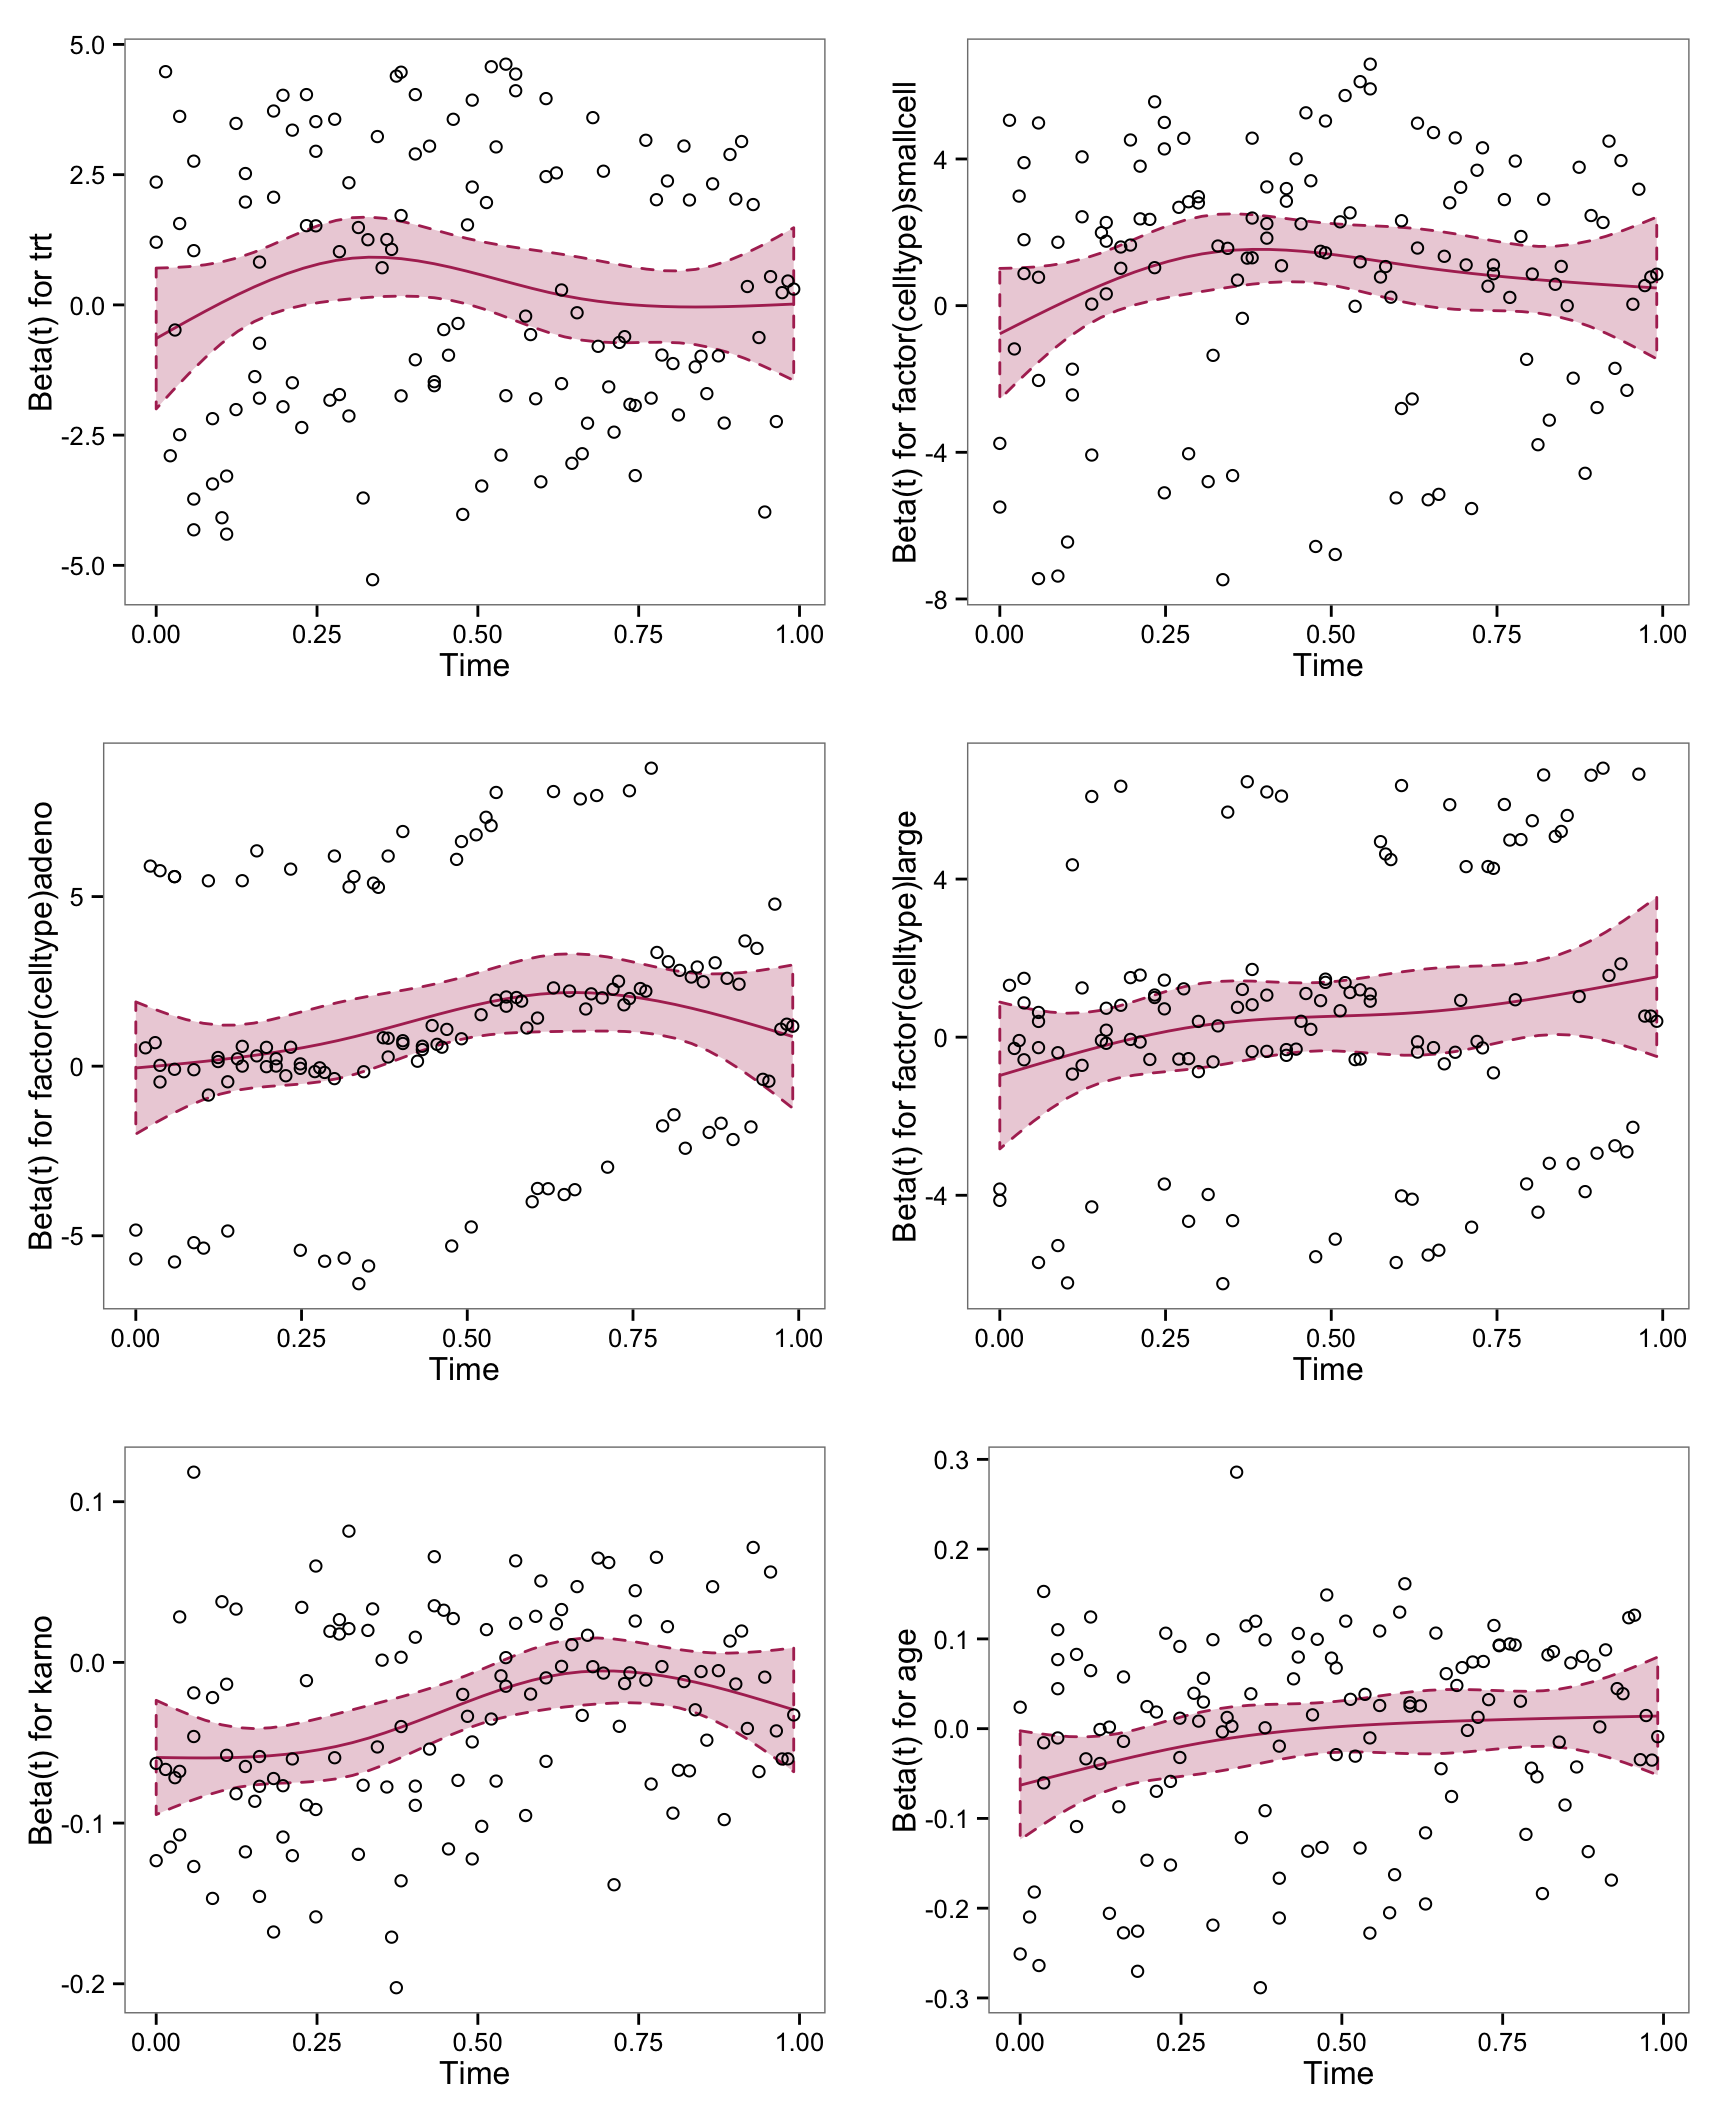 Beta(t) for trt
5.0
2.5
0.0
-2.5
-5.0
0.00 0.25 0.50 0.75 1.00
Time
Beta(t) for factor(celltype)smallcell
4
0
-4
-8
0.00 0.25 0.50 0.75 1.00
Time
Beta(t) for factor(celltype)adeno
5
0
-5
0.00 0.25 0.50 0.75 1.00
Time
Beta(t) for factor(celltype)large
4
0
-4
0.00 0.25 0.50 0.75 1.00
Time
Beta(t) for karno
0.1
0.0
-0.1
-0.2
0.00 0.25 0.50 0.75 1.00
Time
Beta(t) for age
0.3
0.2
0.1
0.0
-0.1
-0.2
-0.3
0.00 0.25 0.50 0.75 1.00
Time